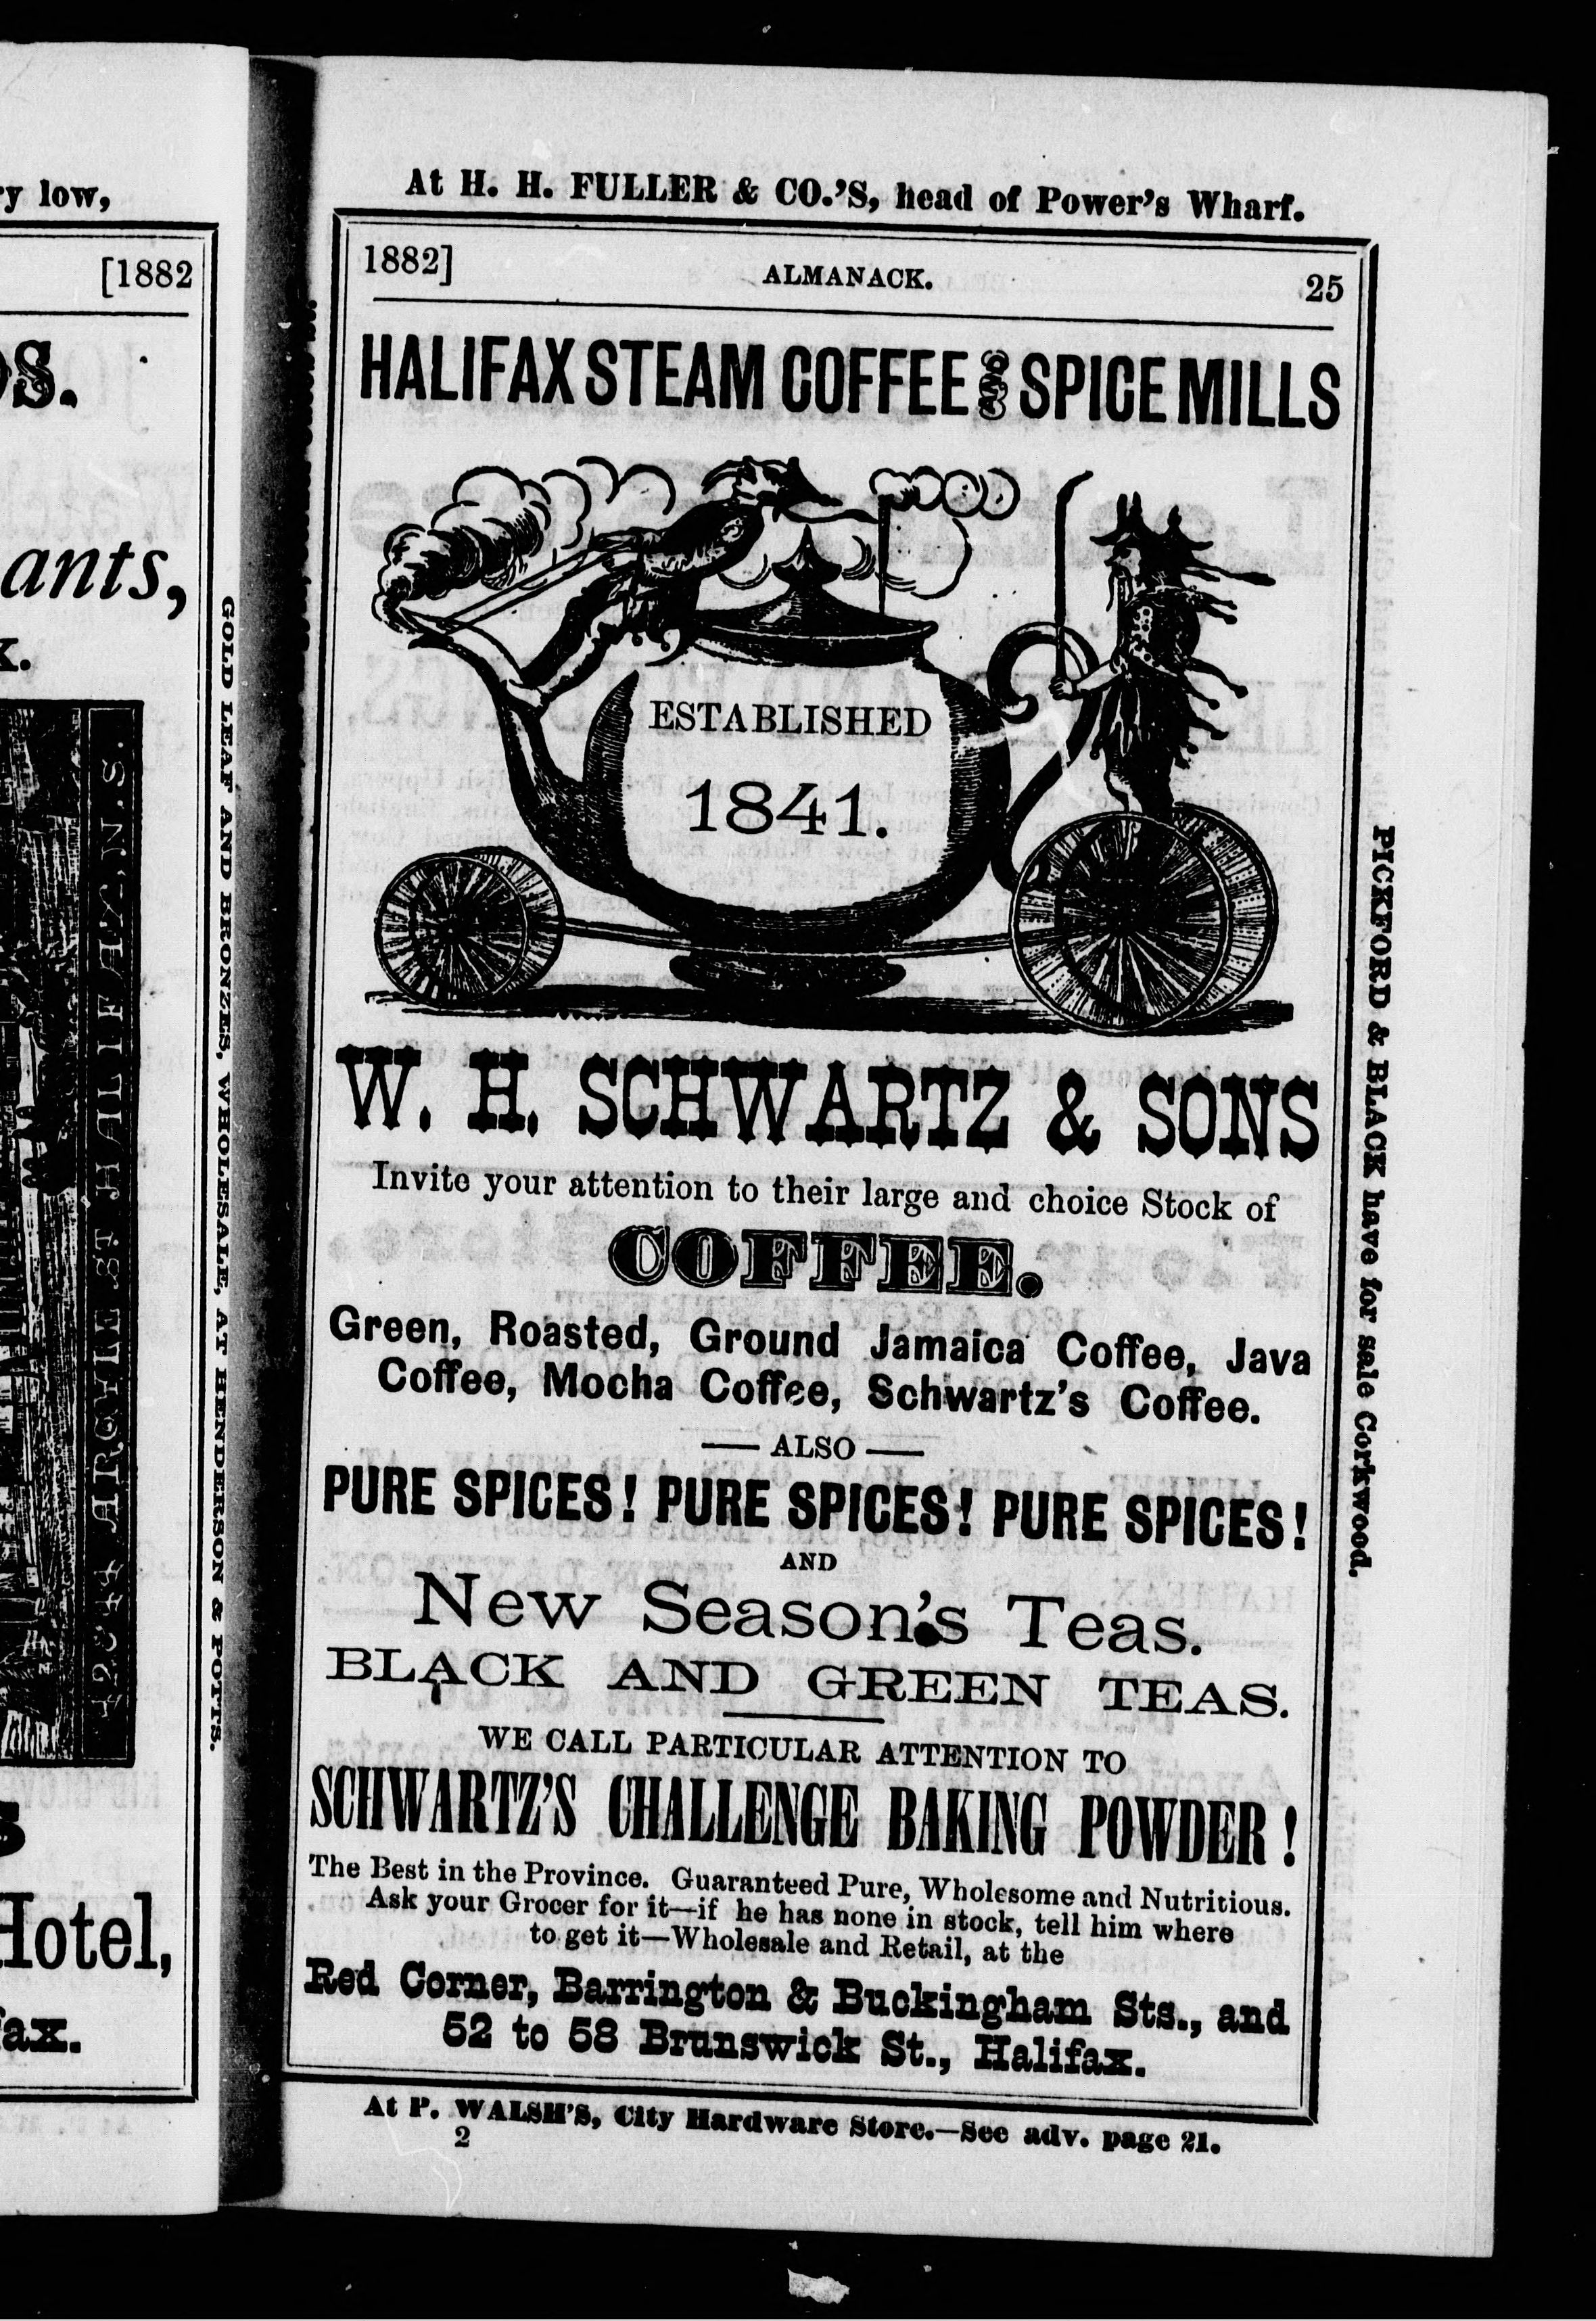 ry low,
[1882
S.
ants,
K.
42 & 44 ARGYLE ST HALIFAX, N.S.
Hotel,
fax.
GOLD LEAF AND BRONZES, WHOLESALE, AT HENDERSON & POTTS.
At H. H. FULLER & CO.'S, head of Power's Wharf.
1882] ALMANACK. 25
HALIFAX STEAM COFFEE AND SPICE MILLS
ESTABLISHED
1841.
W. H. SCHWARTZ & SONS
Invite your attention to their large and choice Stock of
COFFEE.
Green, Roasted, Ground Jamaica Coffee, Java
Coffee, Mocha Coffee, Schwartz's Coffee.
— ALSO —
PURE SPICES! PURE SPICES! PURE SPICES!
AND
New Season's Teas.
BLACK AND GREEN TEAS.
WE CALL PARTICULAR ATTENTION TO
SCHWARTZ'S CHALLENGE BAKING POWDER!
The Best in the Province. Guaranteed Pure, Wholesome and Nutritious.
Ask your Grocer for it—if he has none in stock, tell him where
to get it—Wholesale and Retail, at the
Red Corner, Barrington & Buckingham Sts., and
52 to 58 Brunswick St., Halifax.
At P. WALSH'S, City Hardware Store.—See adv. page 21.
2
PICKFORD & BLACK have for sale Corkwood.